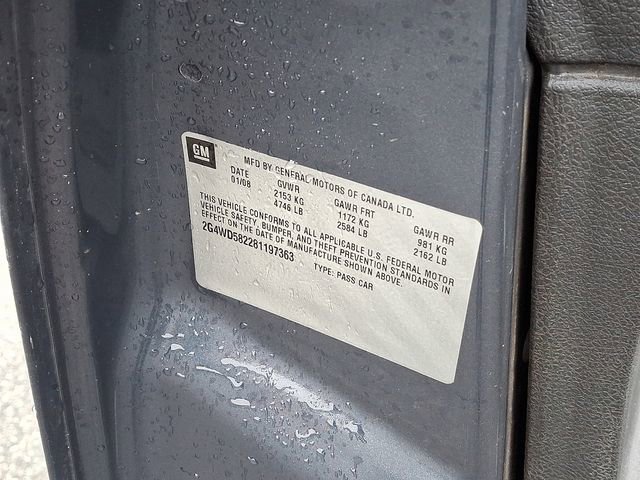 GM
MFD BY GENERAL MOTORS OF CANADA LTD.
DATE GVWR GAWR FRT GAWR RR
01/08 2153 KG 1172 KG 981 KG
4746 LB 2584 LB 2162 LB
THIS VEHICLE CONFORMS TO ALL APPLICABLE U.S. FEDERAL MOTOR
VEHICLE SAFETY, BUMPER, AND THEFT PREVENTION STANDARDS IN
EFFECT ON THE DATE OF MANUFACTURE SHOWN ABOVE.
2G4WD582281197363 TYPE: PASS CAR